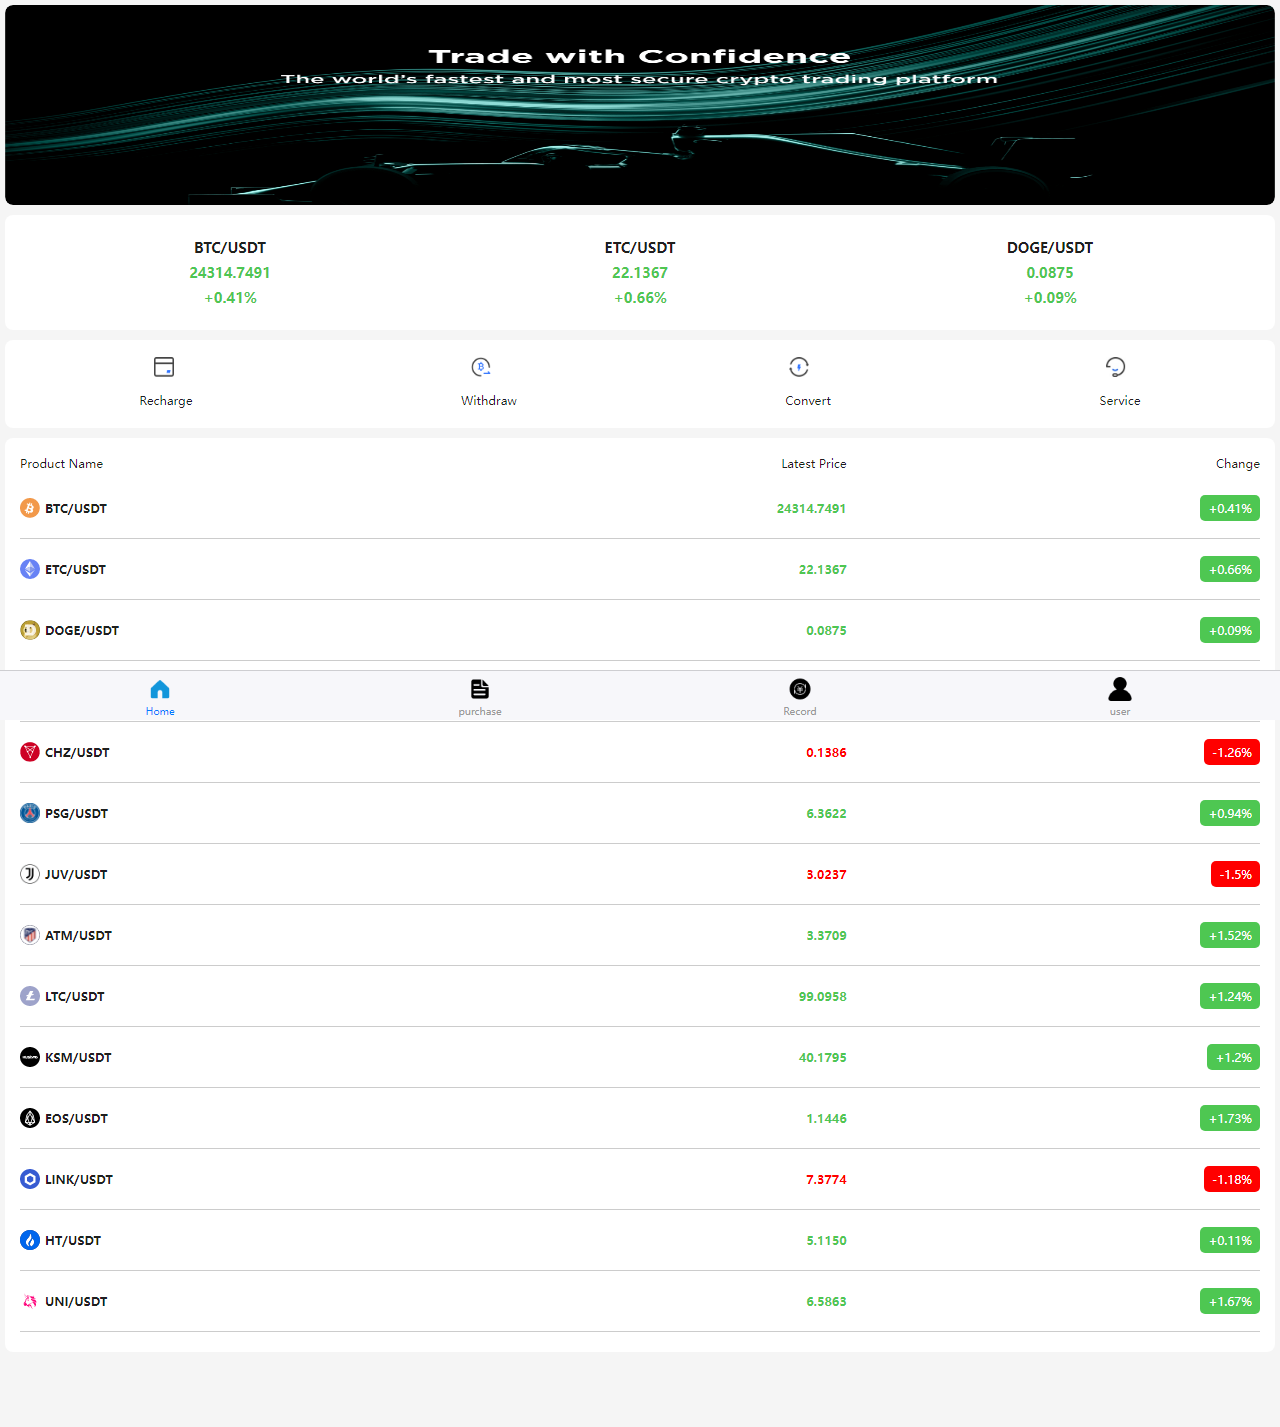 Trade with Confidence
The world's fastest and most secure crypto trading platform
BTC/USDT ETC/USDT DOGE/USDT
24314.7491 22.1367 0.0875
+0.41% +0.66% +0.09%
Recharge Withdraw Convert Service
Product Name Latest Price Change
BTC/USDT 24314.7491 +0.41%
ETC/USDT 22.1367 +0.66%
DOGE/USDT 0.0875 +0.09%
Home purchase Record user
CHZ/USDT 0.1386 -1.26%
PSG/USDT 6.3622 +0.94%
JUV/USDT 3.0237 -1.5%
ATM/USDT 3.3709 +1.52%
LTC/USDT 99.0958 +1.24%
KSM/USDT 40.1795 +1.2%
EOS/USDT 1.1446 +1.73%
LINK/USDT 7.3774 -1.18%
HT/USDT 5.1150 +0.11%
UNI/USDT 6.5863 +1.67%